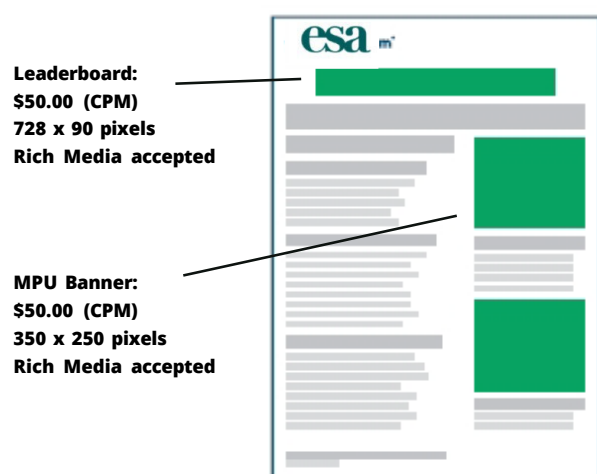 esa m+
Leaderboard:
$50.00 (CPM)
728 x 90 pixels
Rich Media accepted
MPU Banner:
$50.00 (CPM)
350 x 250 pixels
Rich Media accepted